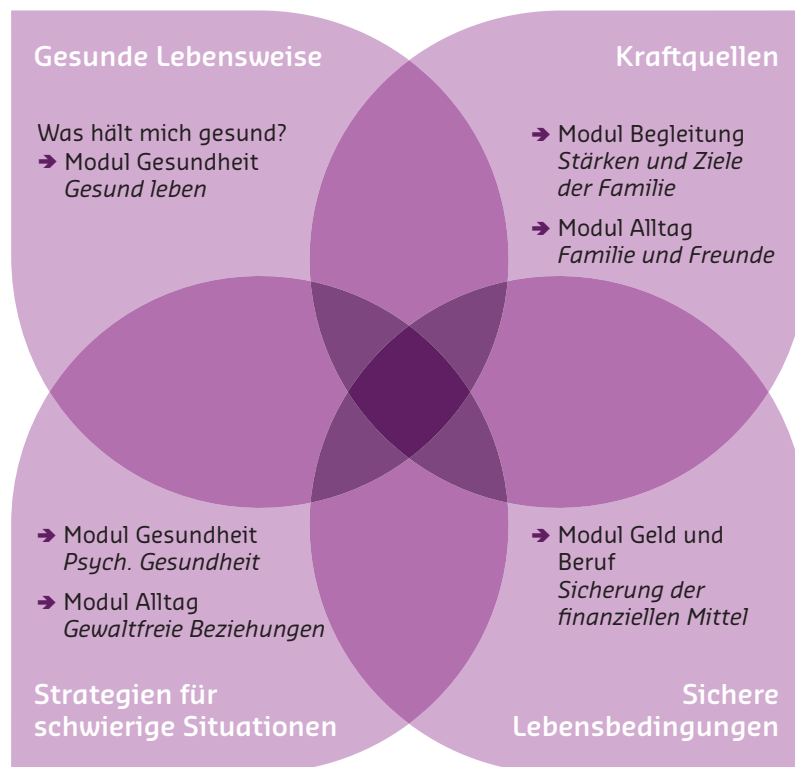 Gesunde Lebensweise
Was hält mich gesund?
➔ Modul Gesundheit
Gesund leben
Kraftquellen
➔ Modul Begleitung
Stärken und Ziele
der Familie
➔ Modul Alltag
Familie und Freunde
➔ Modul Gesundheit
Psych. Gesundheit
➔ Modul Alltag
Gewaltfreie Beziehungen
Strategien für
schwierige Situationen
➔ Modul Geld und
Beruf
Sicherung der
finanziellen Mittel
Sichere
Lebensbedingungen